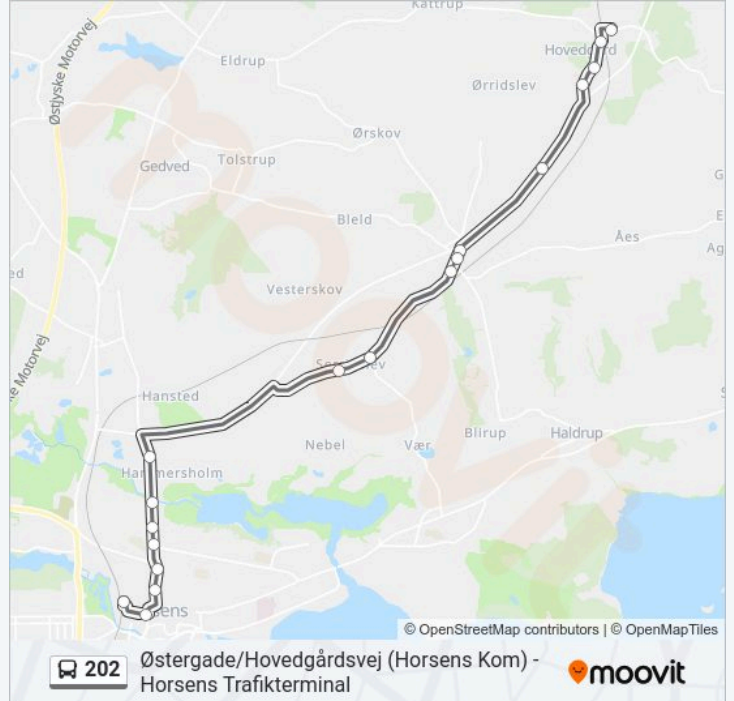 Kattrup
Hovedgård
Eldrup
Østjyske Motorvej
Ørridslev
Ørskov
Tolstrup
Gedved
Bleld
Åes
Vesterskov
Hansted
Nebel
Vær
Blirup
Haldrup
© OpenStreetMap contributors | © OpenMapTiles
202
Østergade/Hovedgårdsvej (Horsens Kom) -
Horsens Trafikterminal
moovit